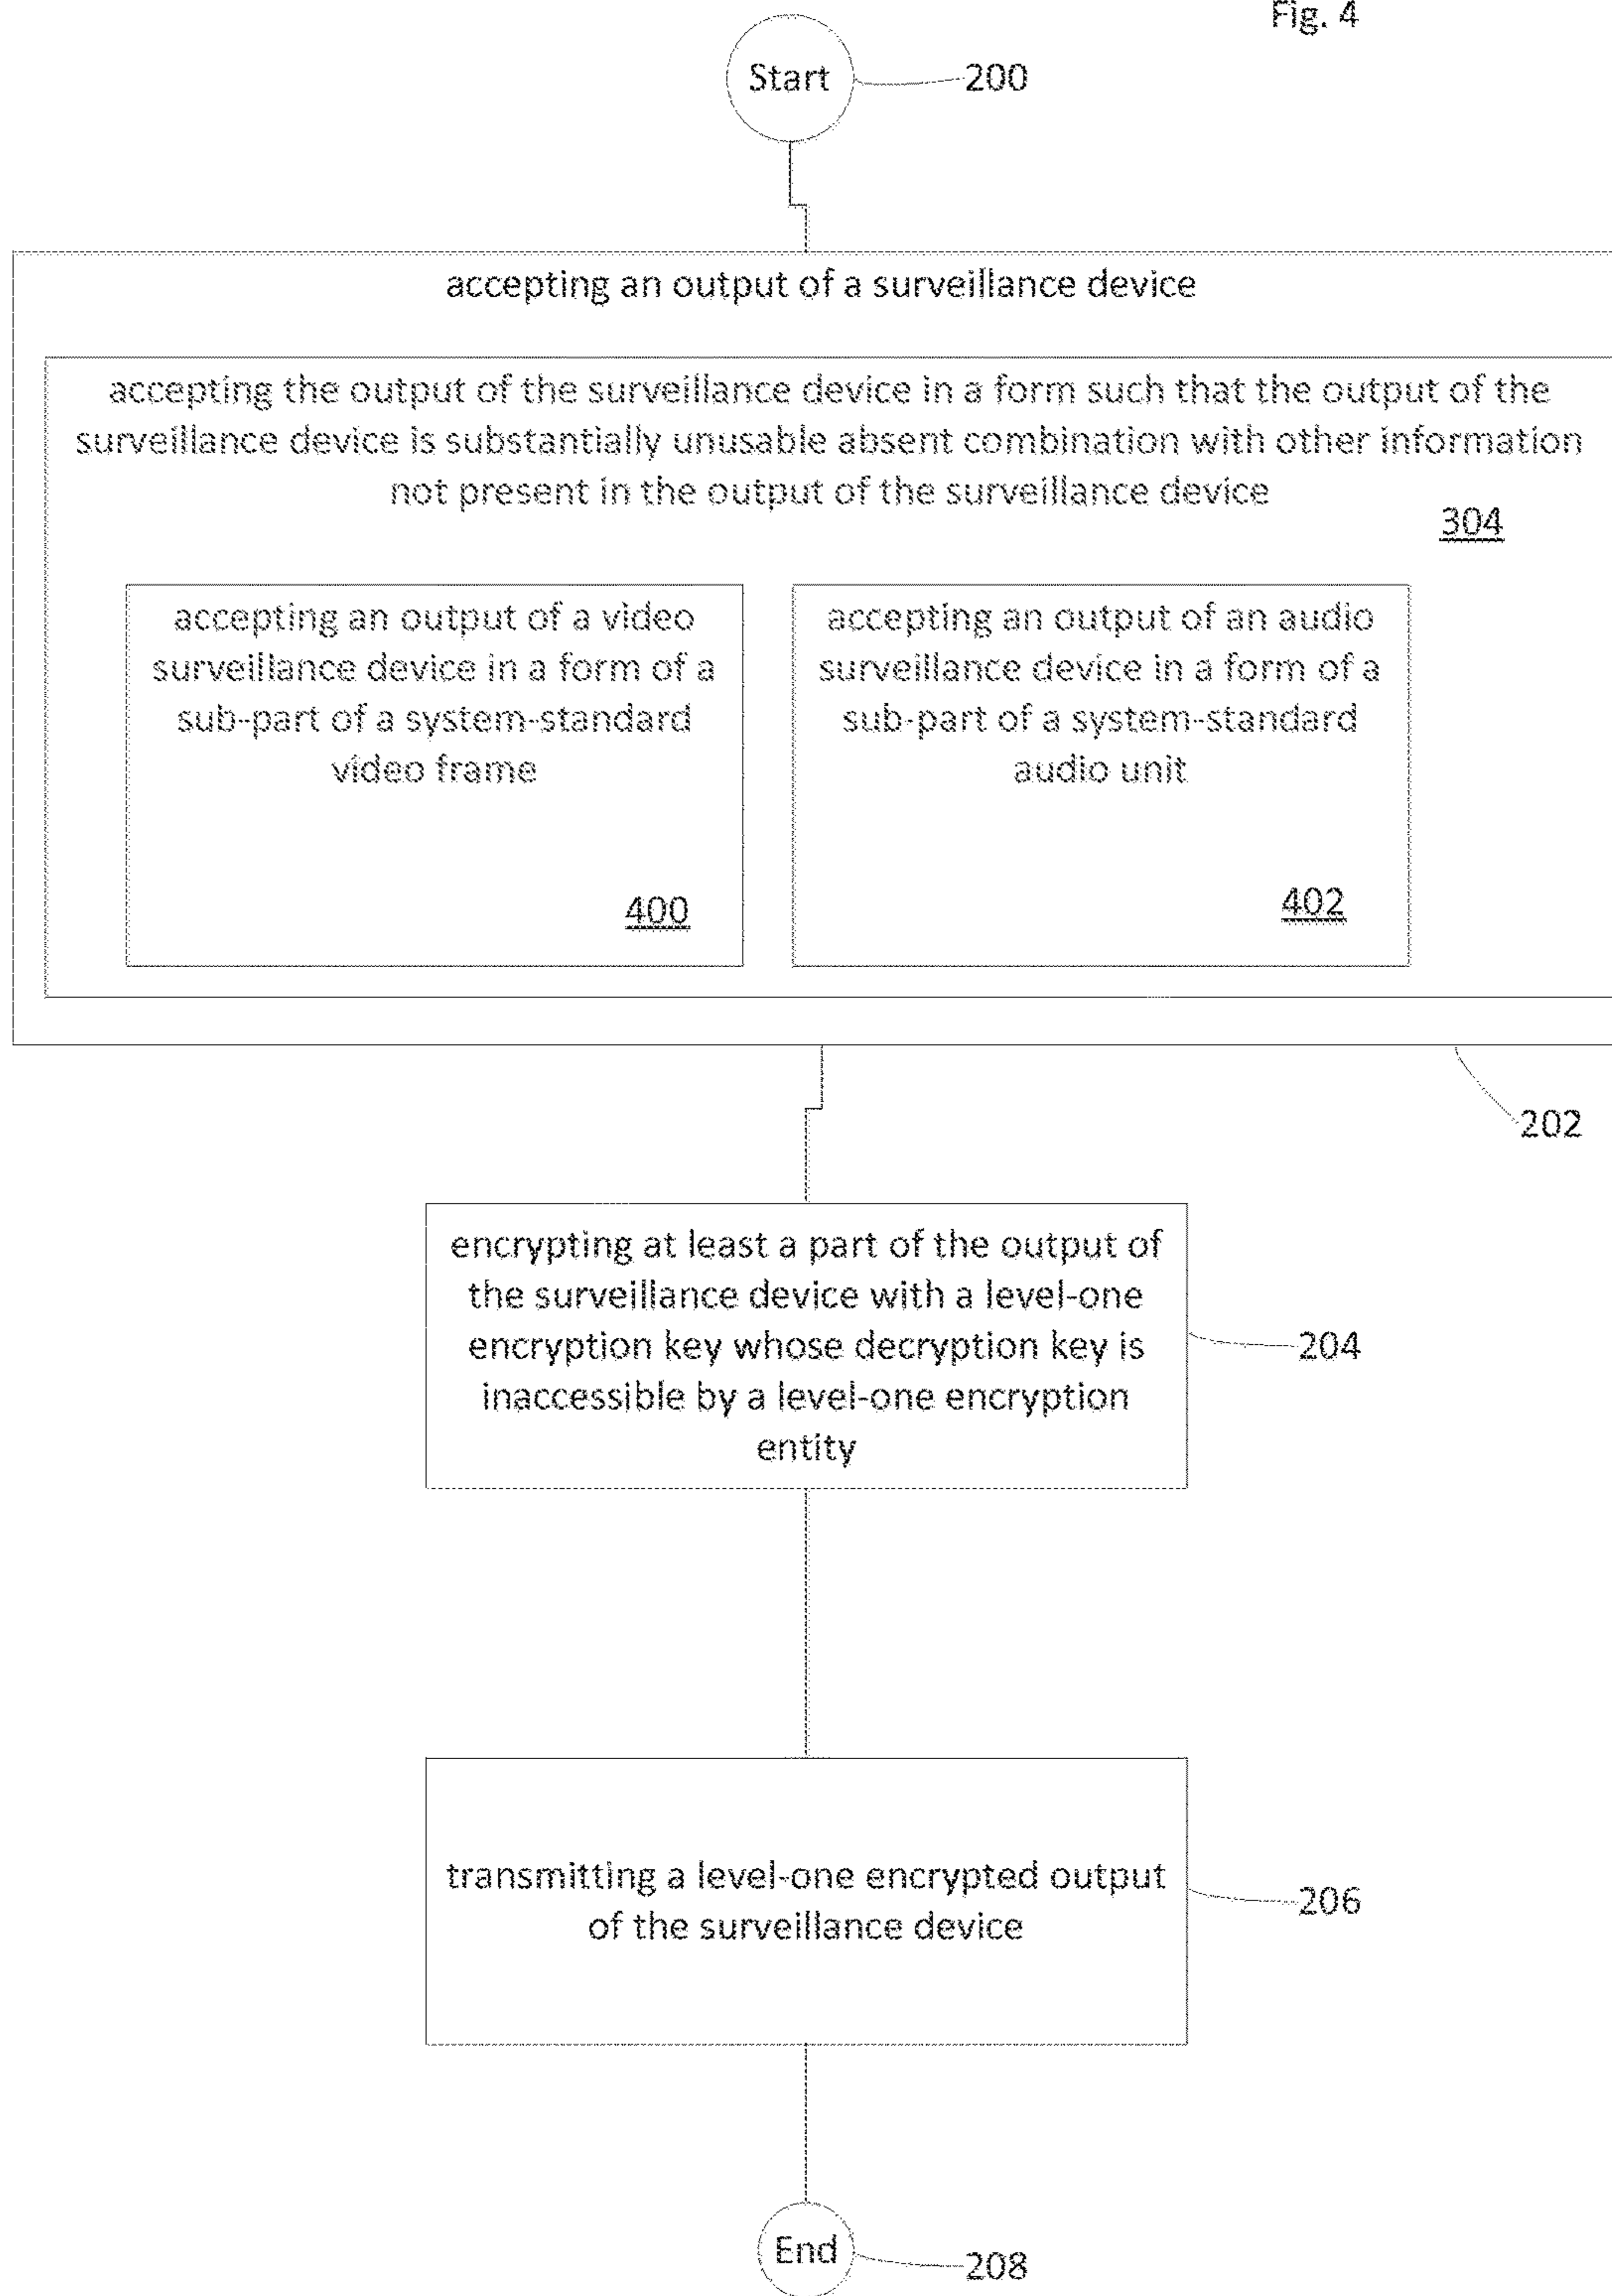 Fig. 4
Start
200
accepting an output of a surveillance device
accepting the output of the surveillance device in a form such that the output of the
surveillance device is substantially unusable absent combination with other information
not present in the output of the surveillance device
304
accepting an output of a video
surveillance device in a form of a
sub-part of a system-standard
video frame
400
accepting an output of an audio
surveillance device in a form of a
sub-part of a system-standard
audio unit
402
202
encrypting at least a part of the output of
the surveillance device with a level-one
encryption key whose decryption key is
inaccessible by a level-one encryption
entity
204
transmitting a level-one encrypted output
of the surveillance device
206
End
208